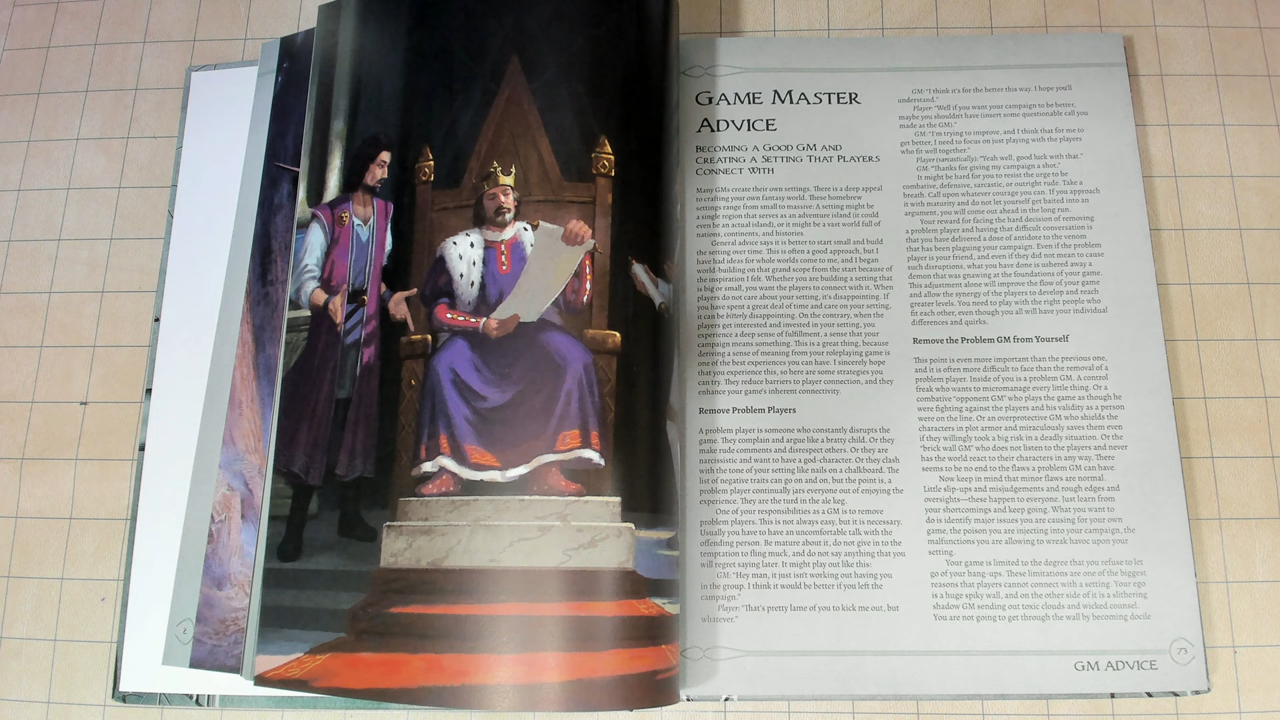 GAME MASTER
ADVICE
BECOMING A GOOD GM AND
CREATING A SETTING THAT PLAYERS
CONNECT WITH
Many GMs create their own settings. There is a deep appeal
to crafting your own fantasy world. These homebrew
settings range from small to massive: A setting might be
a single region that serves as an adventure island (it could
even be an actual island), or it might be a vast world full of
nations, continents, and histories.
General advice says it is better to start small and build
the setting over time. This is often a good approach, but I
have had ideas for whole worlds come to me, and I began
world-building on that grand scope from the start because of
the inspiration I felt. Whether you are building a setting that
is big or small, you want the players to connect with it. When
players do not care about your setting, it's disappointing. If
you have spent a great deal of time and care on your setting,
it can be bitterly disappointing. On the contrary, when the
players get interested and invested in your setting, you
experience a deep sense of fulfillment, a sense that your
campaign means something. This is a great thing, because
deriving a sense of meaning from your roleplaying game is
one of the best experiences you can have. I sincerely hope
that you experience this, so here are some strategies you
can try. They reduce barriers to player connection, and they
enhance your game's inherent connectivity.
Remove Problem Players
A problem player is someone who constantly disrupts the
game. They complain and argue like a bratty child. Or they
make rude comments and disrespect others. Or they are
narcissistic and want to have a god-character. Or they clash
with the tone of your setting like nails on a chalkboard. The
list of negative traits can go on and on, but the point is, a
problem player continually jars everyone out of enjoying the
experience. They are the turd in the ale keg.
One of your responsibilities as a GM is to remove
problem players. This is not always easy, but it is necessary.
Usually you have to have an uncomfortable talk with the
offending person. Be mature about it, do not give in to the
temptation to fling muck, and do not say anything that you
will regret saying later. It might play out like this:
GM: "Hey man, it just isn't working out having you
in the group. I think it would be better if you left the
campaign."
Player: "That's pretty lame of you to kick me out, but
whatever."
GM: "I think it's for the better this way. I hope you'll
understand."
Player: "Well if you want your campaign to be better,
maybe you shouldn't have (insert some questionable call you
made as the GM)."
GM: "I'm trying to improve, and I think that for me to
get better, I need to focus on just playing with the players
who fit well together."
Player (sarcastically): "Yeah well, good luck with that."
GM: "Thanks for giving my campaign a shot."
It might be hard for you to resist the urge to be
combative, defensive, sarcastic, or outright rude. Take a
breath. Call upon whatever courage you can. If you approach
it with maturity and do not let yourself get baited into an
argument, you will come out ahead in the long run.
Your reward for facing the hard decision of removing
a problem player and having that difficult conversation is
that you have delivered a dose of antidote to the venom
that has been plaguing your campaign. Even if the problem
player is your friend, and even if they did not mean to cause
such disruptions, what you have done is ushered away a
demon that was gnawing at the foundations of your game.
This adjustment alone will improve the flow of your game
and allow the synergy of the players to develop and reach
greater levels. You need to play with the right people who
fit each other, even though you all will have your individual
differences and quirks.
Remove the Problem GM from Yourself
This point is even more important than the previous one,
and it is often more difficult to face than the removal of a
problem player. Inside of you is a problem GM. A control
freak who wants to micromanage every little thing. Or a
combative "opponent GM" who plays the game as though he
were fighting against the players and his validity as a person
were on the line. Or an overprotective GM who shields the
characters in plot armor and miraculously saves them even
if they willingly took a big risk in a deadly situation. Or the
"brick wall GM" who does not listen to the players and never
has the world react to their characters in any way. There
seems to be no end to the flaws a problem GM can have.
Now keep in mind that minor flaws are normal.
Little slip-ups and misjudgements and rough edges and
oversights—these happen to everyone. Just learn from
your shortcomings and keep going. What you want to
do is identify major issues you are causing for your own
game, the poison you are injecting into your campaign, the
malfunctions you are allowing to wreak havoc upon your
setting.
Your game is limited to the degree that you refuse to let
go of your hang-ups. These limitations are one of the biggest
reasons that players cannot connect with a setting. Your ego
is a huge spiky wall, and on the other side of it is a slithering
shadow GM sending out toxic clouds and wicked counsel.
You are not going to get through the wall by becoming docile
GM ADVICE
73